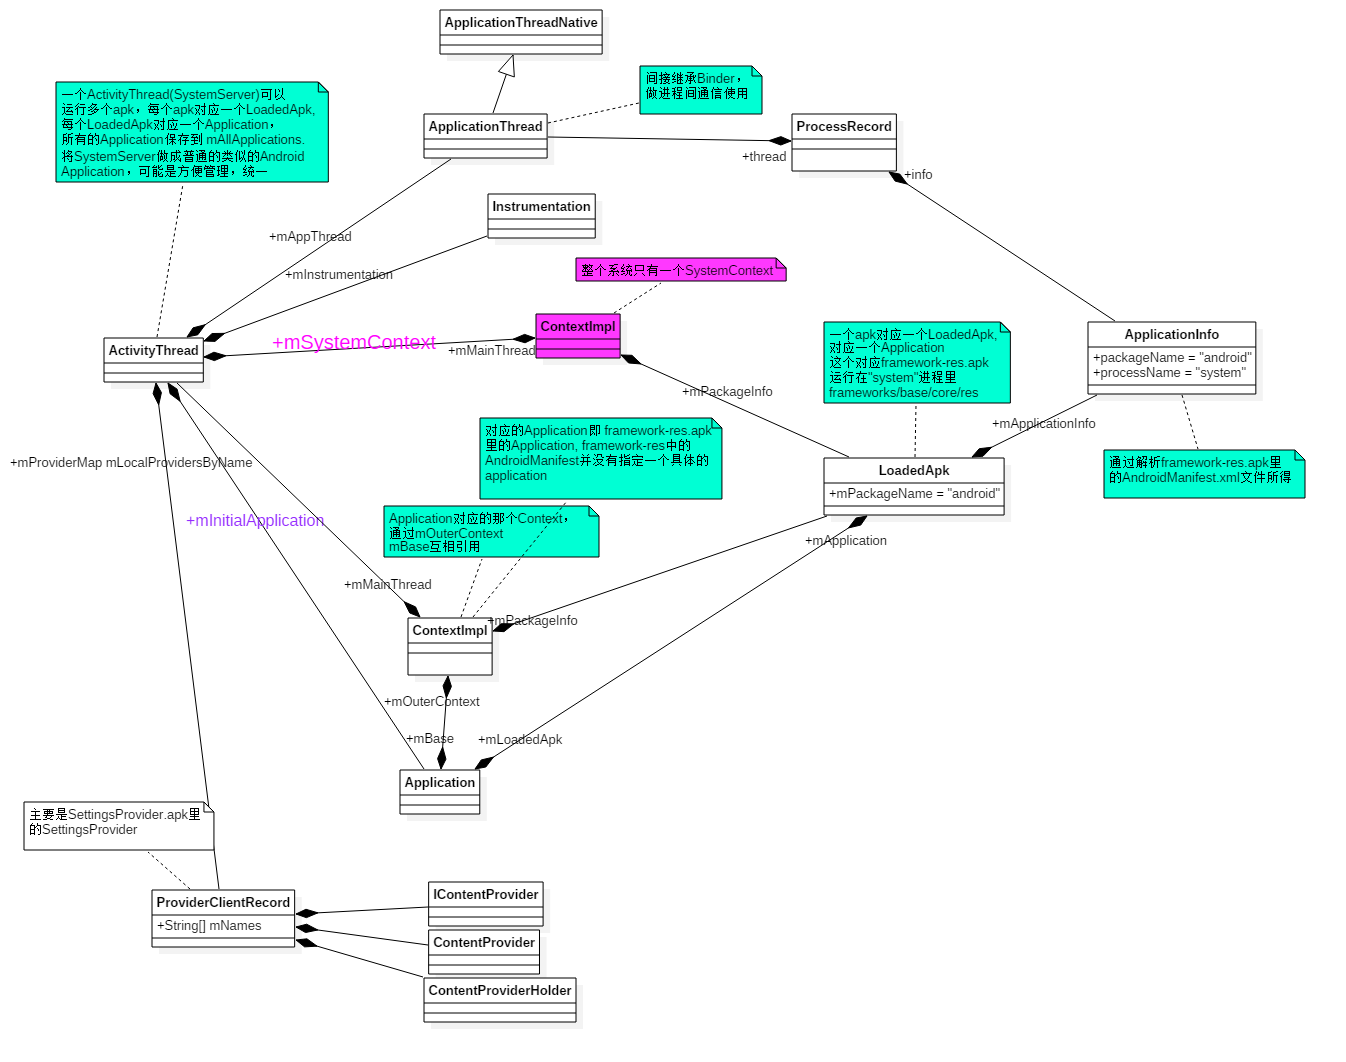 ApplicationThreadNative
一个ActivityThread(SystemServer)可以
运行多个apk，每个apk对应一个LoadedApk,
每个LoadedApk对应一个Application，
所有的Application保存到 mAllApplications.
将SystemServer做成普通的类似的Android
Application，可能是方便管理，统一
间接继承Binder，
做进程间通信使用
ApplicationThread
ProcessRecord
+thread
+info
Instrumentation
+mAppThread
+mInstrumentation
整个系统只有一个SystemContext
ContextImpl
+mSystemContext
+mMainThread
ActivityThread
一个apk对应一个LoadedApk,
对应一个Application
这个对应framework-res.apk
运行在"system"进程里
frameworks/base/core/res
ApplicationInfo
+packageName = "android"
+processName = "system"
+mPackageInfo
+mApplicationInfo
对应的Application即 framework-res.apk
里的Application, framework-res中的
AndroidManifest并没有指定一个具体的
application
LoadedApk
+mPackageName = "android"
通过解析framework-res.apk里
的AndroidManifest.xml文件所得
+mProviderMap mLocalProvidersByName
+mInitialApplication
Application对应的那个Context，
通过mOuterContext
mBase互相引用
+mApplication
+mMainThread
+mPackageInfo
ContextImpl
+mOuterContext
+mBase
+mLoadedApk
Application
主要是SettingsProvider.apk里
的SettingsProvider
ProviderClientRecord
+String[] mNames
IContentProvider
ContentProvider
ContentProviderHolder